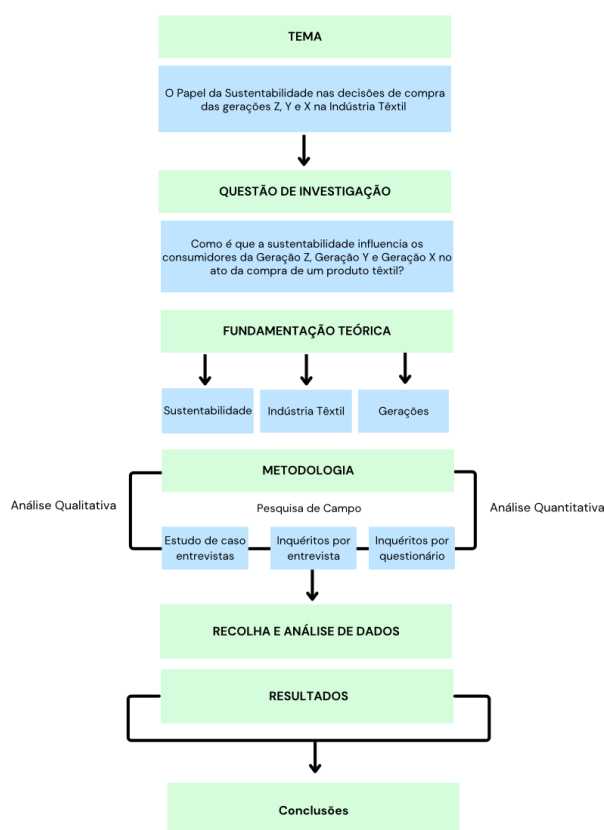 TEMA
O Papel da Sustentabilidade nas decisões de compra
das gerações Z, Y e X na Indústria Têxtil
QUESTÃO DE INVESTIGAÇÃO
Como é que a sustentabilidade influencia os
consumidores da Geração Z, Geração Y e Geração X no
ato da compra de um produto têxtil?
FUNDAMENTAÇÃO TEÓRICA
Sustentabilidade
Indústria Têxtil
Gerações
METODOLOGIA
Análise Qualitativa
Pesquisa de Campo
Análise Quantitativa
Estudo de caso
entrevistas
Inquéritos por
entrevista
Inquéritos por
questionário
RECOLHA E ANÁLISE DE DADOS
RESULTADOS
Conclusões